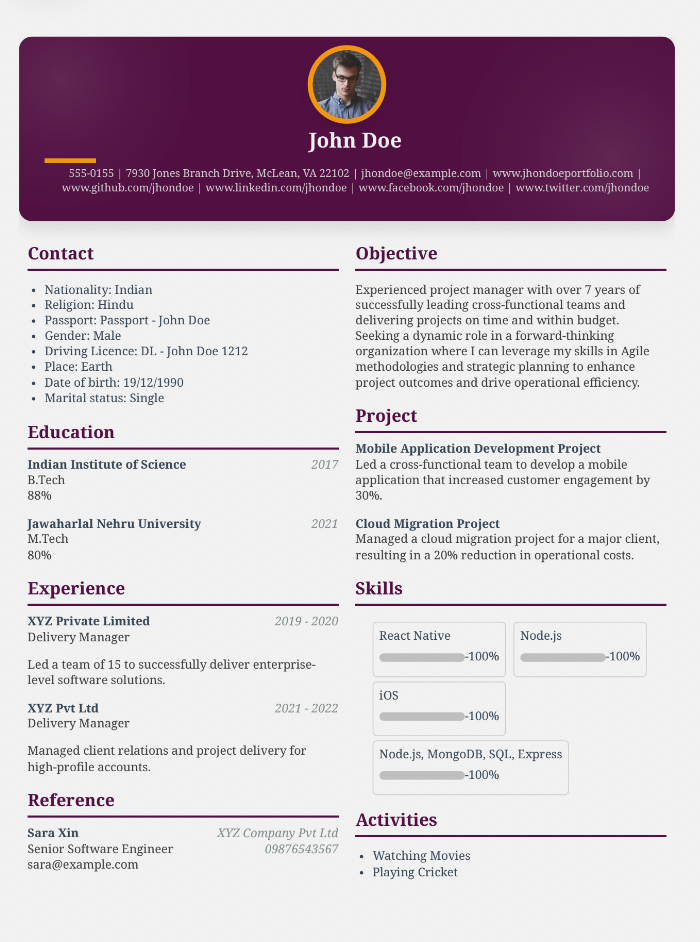 John Doe
555-0155 | 7930 Jones Branch Drive, McLean, VA 22102 | jhondoe@example.com | www.jhondoeportfolio.com |
www.github.com/jhondoe | www.linkedin.com/jhondoe | www.facebook.com/jhondoe | www.twitter.com/jhondoe
Contact
• Nationality: Indian
• Religion: Hindu
• Passport: Passport - John Doe
• Gender: Male
• Driving Licence: DL - John Doe 1212
• Place: Earth
• Date of birth: 19/12/1990
• Marital status: Single
Education
Indian Institute of Science 2017
B.Tech
88%
Jawaharlal Nehru University 2021
M.Tech
80%
Experience
XYZ Private Limited 2019 - 2020
Delivery Manager
Led a team of 15 to successfully deliver enterprise-
level software solutions.
XYZ Pvt Ltd 2021 - 2022
Delivery Manager
Managed client relations and project delivery for
high-profile accounts.
Reference
Sara Xin XYZ Company Pvt Ltd
Senior Software Engineer 09876543567
sara@example.com
Objective
Experienced project manager with over 7 years of
successfully leading cross-functional teams and
delivering projects on time and within budget.
Seeking a dynamic role in a forward-thinking
organization where I can leverage my skills in Agile
methodologies and strategic planning to enhance
project outcomes and drive operational efficiency.
Project
Mobile Application Development Project
Led a cross-functional team to develop a mobile
application that increased customer engagement by
30%.
Cloud Migration Project
Managed a cloud migration project for a major client,
resulting in a 20% reduction in operational costs.
Skills
React Native
-100%
Node.js
-100%
iOS
-100%
Node.js, MongoDB, SQL, Express
-100%
Activities
• Watching Movies
• Playing Cricket